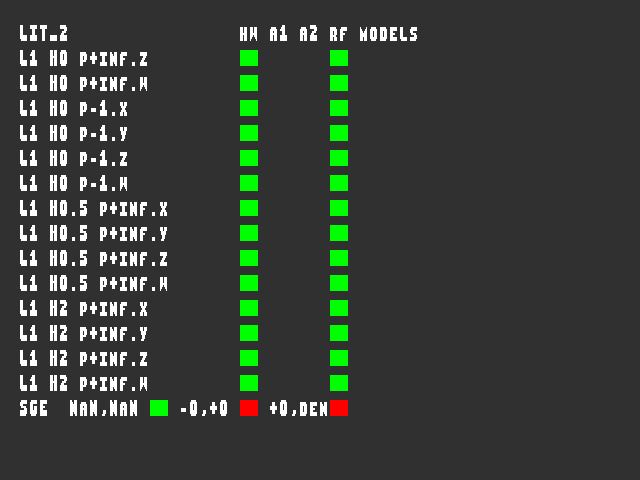 LIT_2 HW A1 A2 RF MODELS
L1 H0 P+INF.Z
L1 H0 P+INF.W
L1 H0 P-1.X
L1 H0 P-1.Y
L1 H0 P-1.Z
L1 H0 P-1.W
L1 H0.5 P+INF.X
L1 H0.5 P+INF.Y
L1 H0.5 P+INF.Z
L1 H0.5 P+INF.W
L1 H2 P+INF.X
L1 H2 P+INF.Y
L1 H2 P+INF.Z
L1 H2 P+INF.W
SGE NAN,NAN -0,+0 +0,DEN